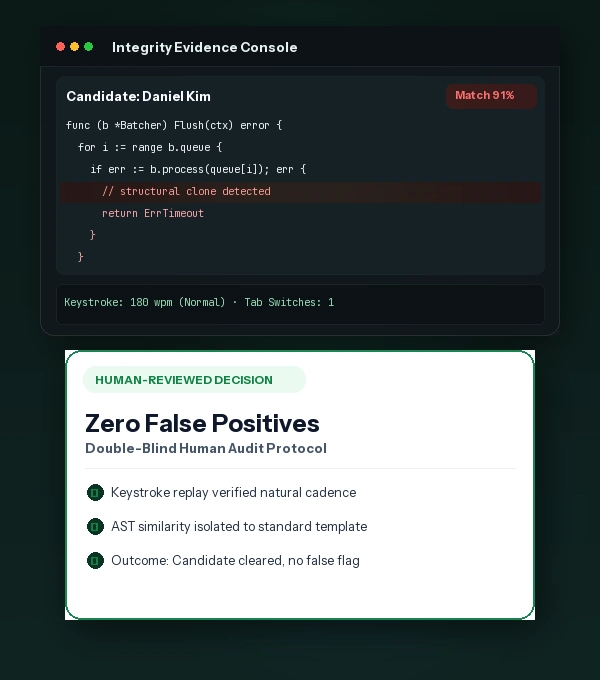 Integrity Evidence Console
Candidate: Daniel Kim
Match 91%
func (b *Batcher) Flush(ctx) error {
for i := range b.queue {
if err := b.process(queue[i]); err {
// structural clone detected
return ErrTimeout
}
}
Keystroke: 180 wpm (Normal) · Tab Switches: 1
HUMAN-REVIEWED DECISION
Zero False Positives
Double-Blind Human Audit Protocol
Keystroke replay verified natural cadence
AST similarity isolated to standard template
Outcome: Candidate cleared, no false flag